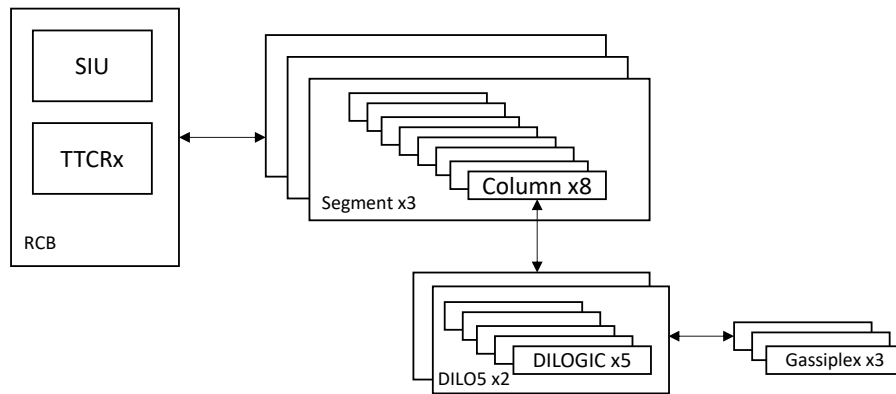 SIU
TTCRx
RCB
Column x8
Segment x3
DILOGIC x5
DILO5 x2
Gassiplex x3